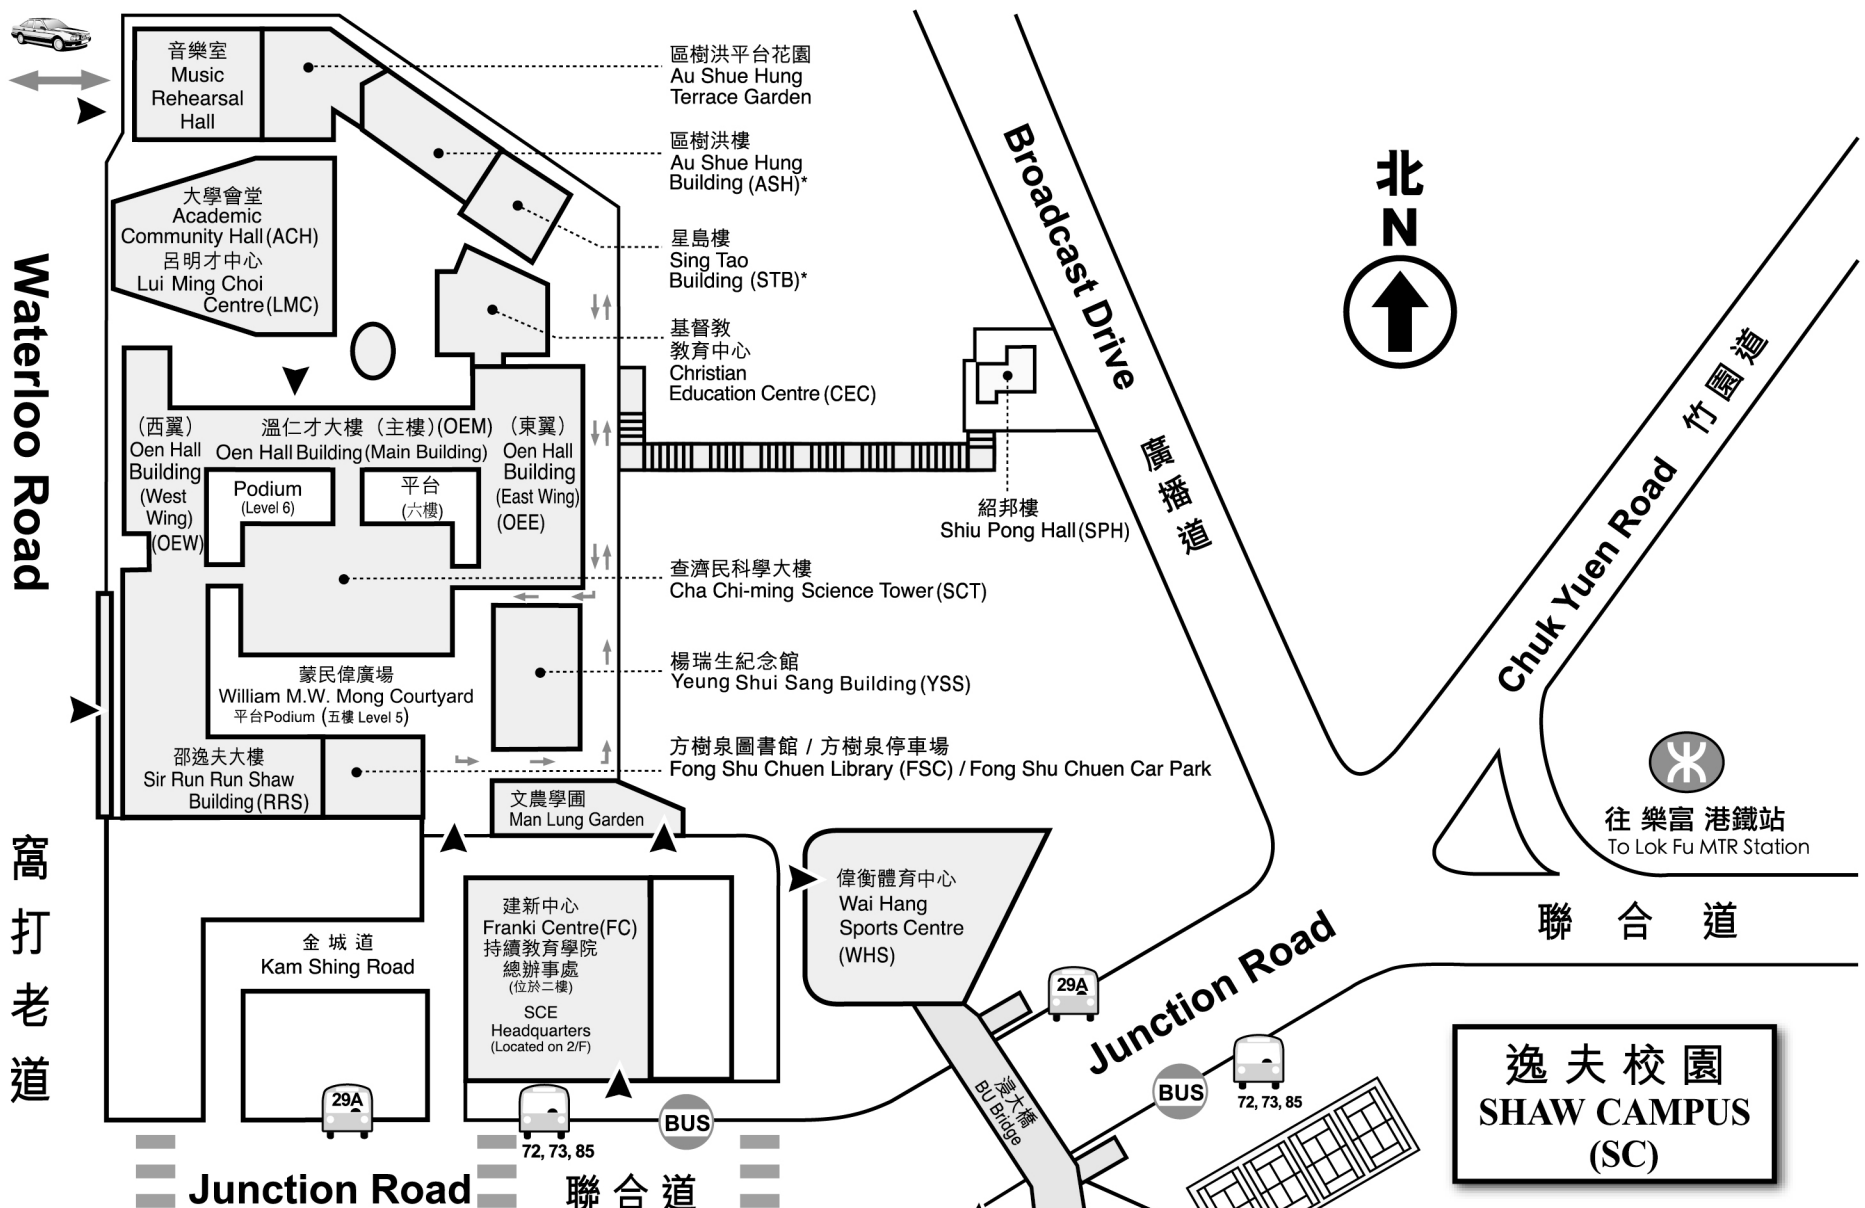 音樂室
Music
Rehearsal
Hall
區樹洪平台花園
Au Shue Hung
Terrace Garden
區樹洪樓
Au Shue Hung
Building (ASH)*
大學會堂
Academic
Community Hall (ACH)
呂明才中心
Lui Ming Choi
Centre (LMC)
星島樓
Sing Tao
Building (STB)*
基督教
教育中心
Christian
Education Centre (CEC)
Waterloo Road
窩打老道
(西翼)
Oen Hall
Building
(West
Wing)
(OEW)
溫仁才大樓 (主樓) (OEM)
Oen Hall Building (Main Building)
(東翼)
Oen Hall
Building
(East Wing)
(OEE)
Podium
(Level 6)
平台
(六樓)
查濟民科學大樓
Cha Chi-ming Science Tower (SCT)
蒙民偉廣場
William M.W. Mong Courtyard
平台Podium (五樓 Level 5)
楊瑞生紀念館
Yeung Shui Sang Building (YSS)
邵逸夫大樓
Sir Run Run Shaw
Building (RRS)
方樹泉圖書館 / 方樹泉停車場
Fong Shu Chuen Library (FSC) / Fong Shu Chuen Car Park
文農學圃
Man Lung Garden
紹邦樓
Shiu Pong Hall (SPH)
Broadcast Drive
廣播道
北
N
Chuk Yuen Road
竹園道
往 樂富 港鐵站
To Lok Fu MTR Station
聯合道
金城道
Kam Shing Road
建新中心
Franki Centre (FC)
持續教育學院
總辦事處
(位於二樓)
SCE
Headquarters
(Located on 2/F)
偉衡體育中心
Wai Hang
Sports Centre
(WHS)
29A
Junction Road
BUS
72, 73, 85
浸大橋
BU Bridge
29A
72, 73, 85
BUS
Junction Road 聯合道
逸夫校園
SHAW CAMPUS
(SC)